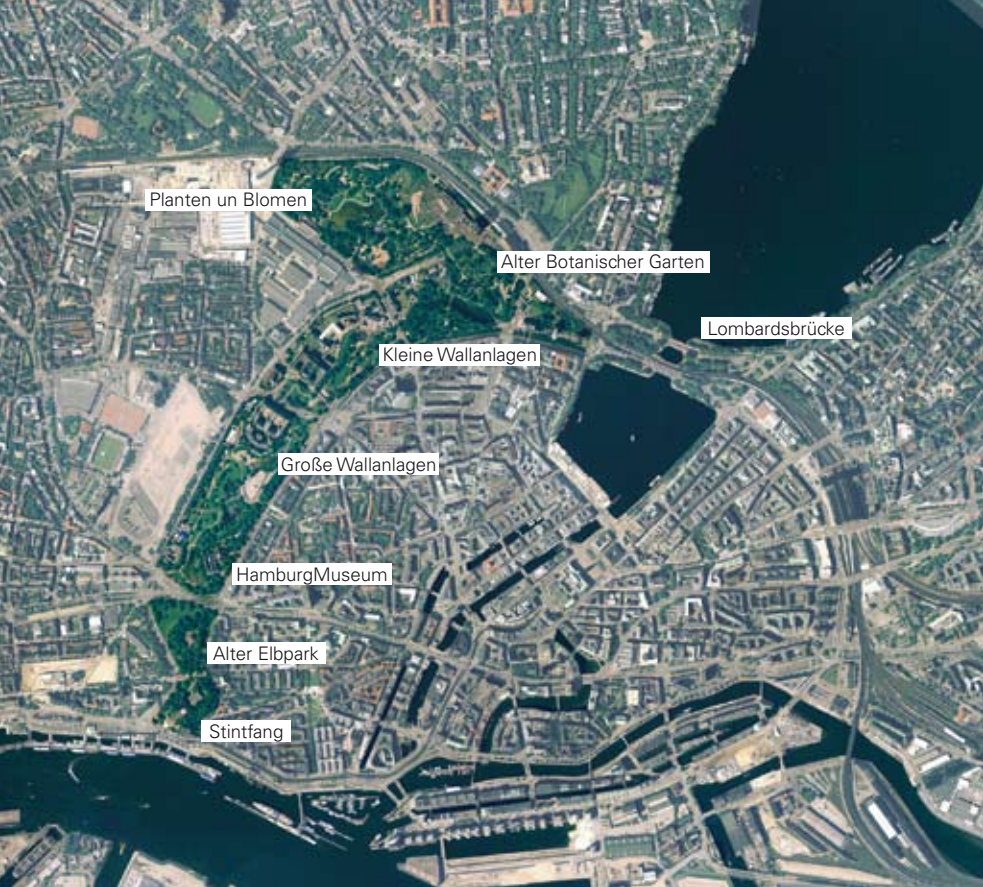 Planten un Blomen
Alter Botanischer Garten
Lombardsbrücke
Kleine Wallanlagen
Große Wallanlagen
HamburgMuseum
Alter Elbpark
Stintfang